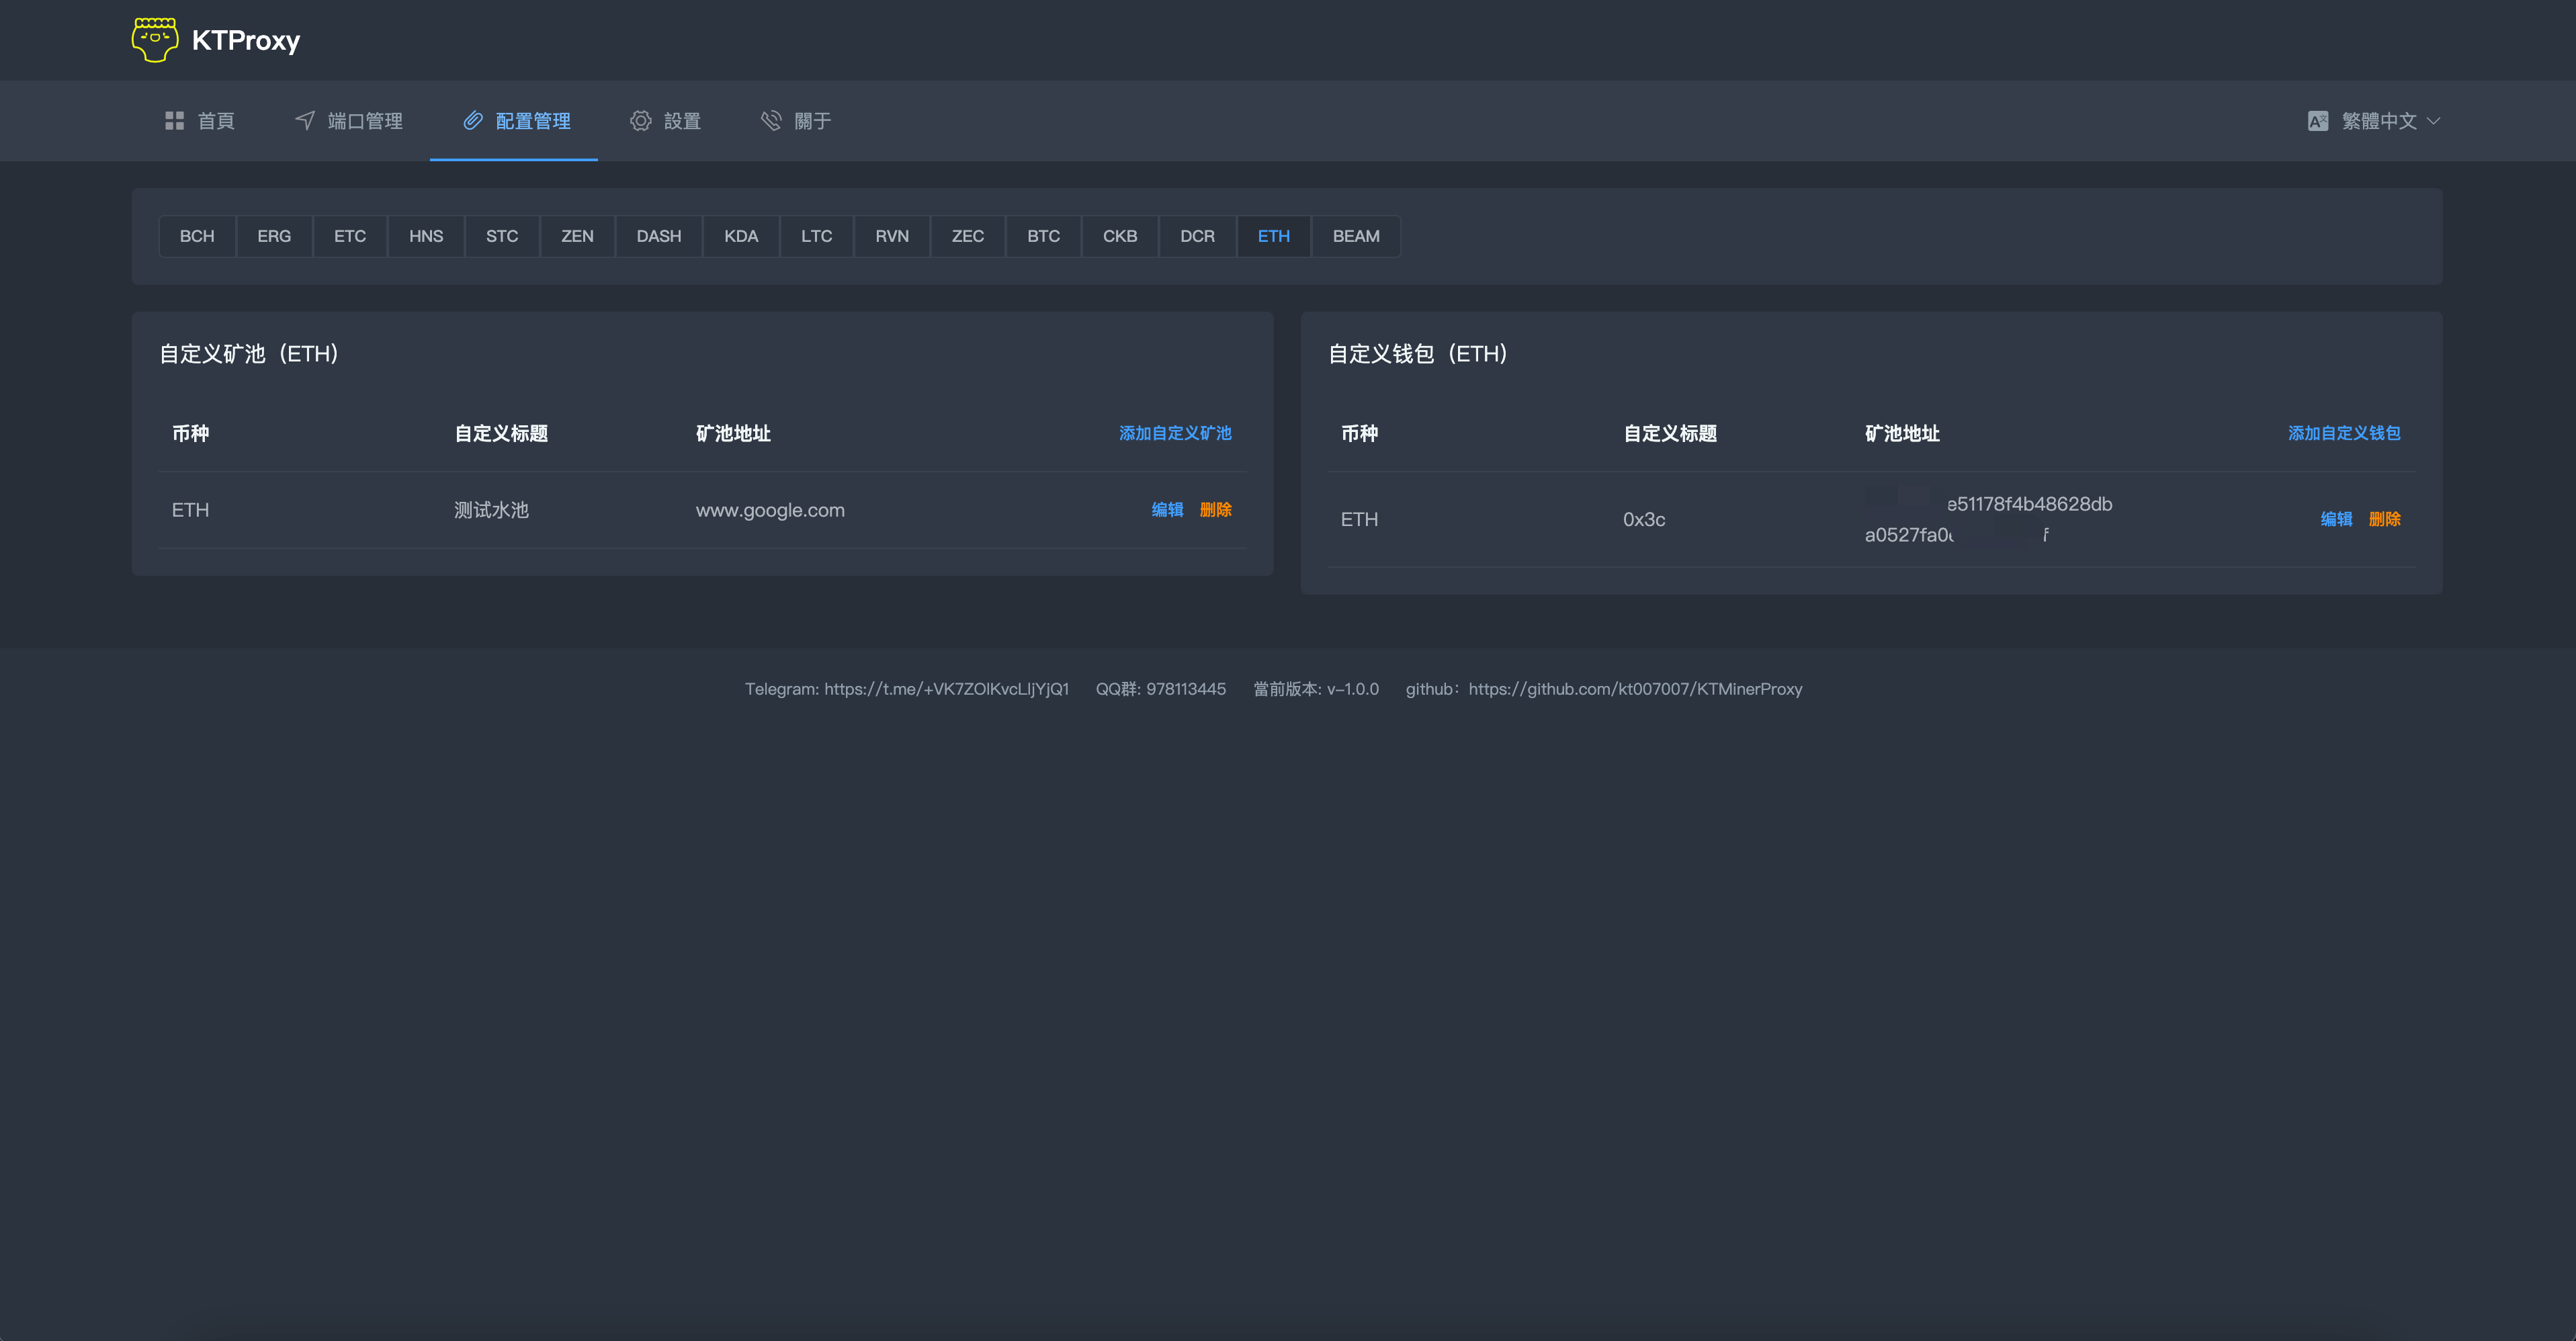 KTProxy
首頁 端口管理 配置管理 設置 關于 繁體中文
BCH ERG ETC HNS STC ZEN DASH KDA LTC RVN ZEC BTC CKB DCR ETH BEAM
自定义矿池（ETH）
币种 自定义标题 矿池地址 添加自定义矿池
ETH 测试水池 www.google.com 编辑 删除
自定义钱包（ETH）
币种 自定义标题 矿池地址 添加自定义钱包
ETH 0x3c e51178f4b48628db 编辑 删除
a0527fa0 f
Telegram: https://t.me/+VK7ZOlKvcLljYjQ1 QQ群: 978113445 當前版本: v-1.0.0 github：https://github.com/kt007007/KTMinerProxy